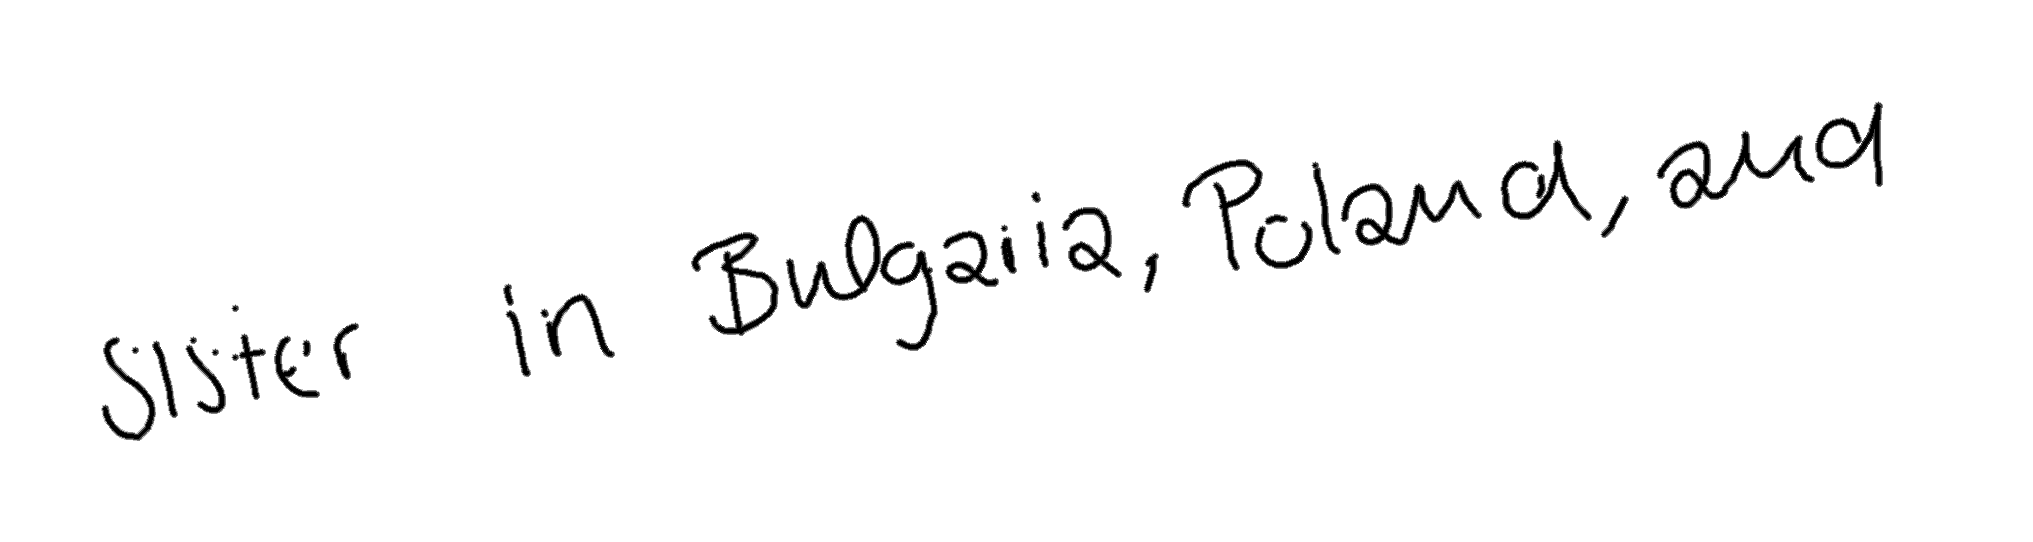 Sister in Bulgaria, Poland, and